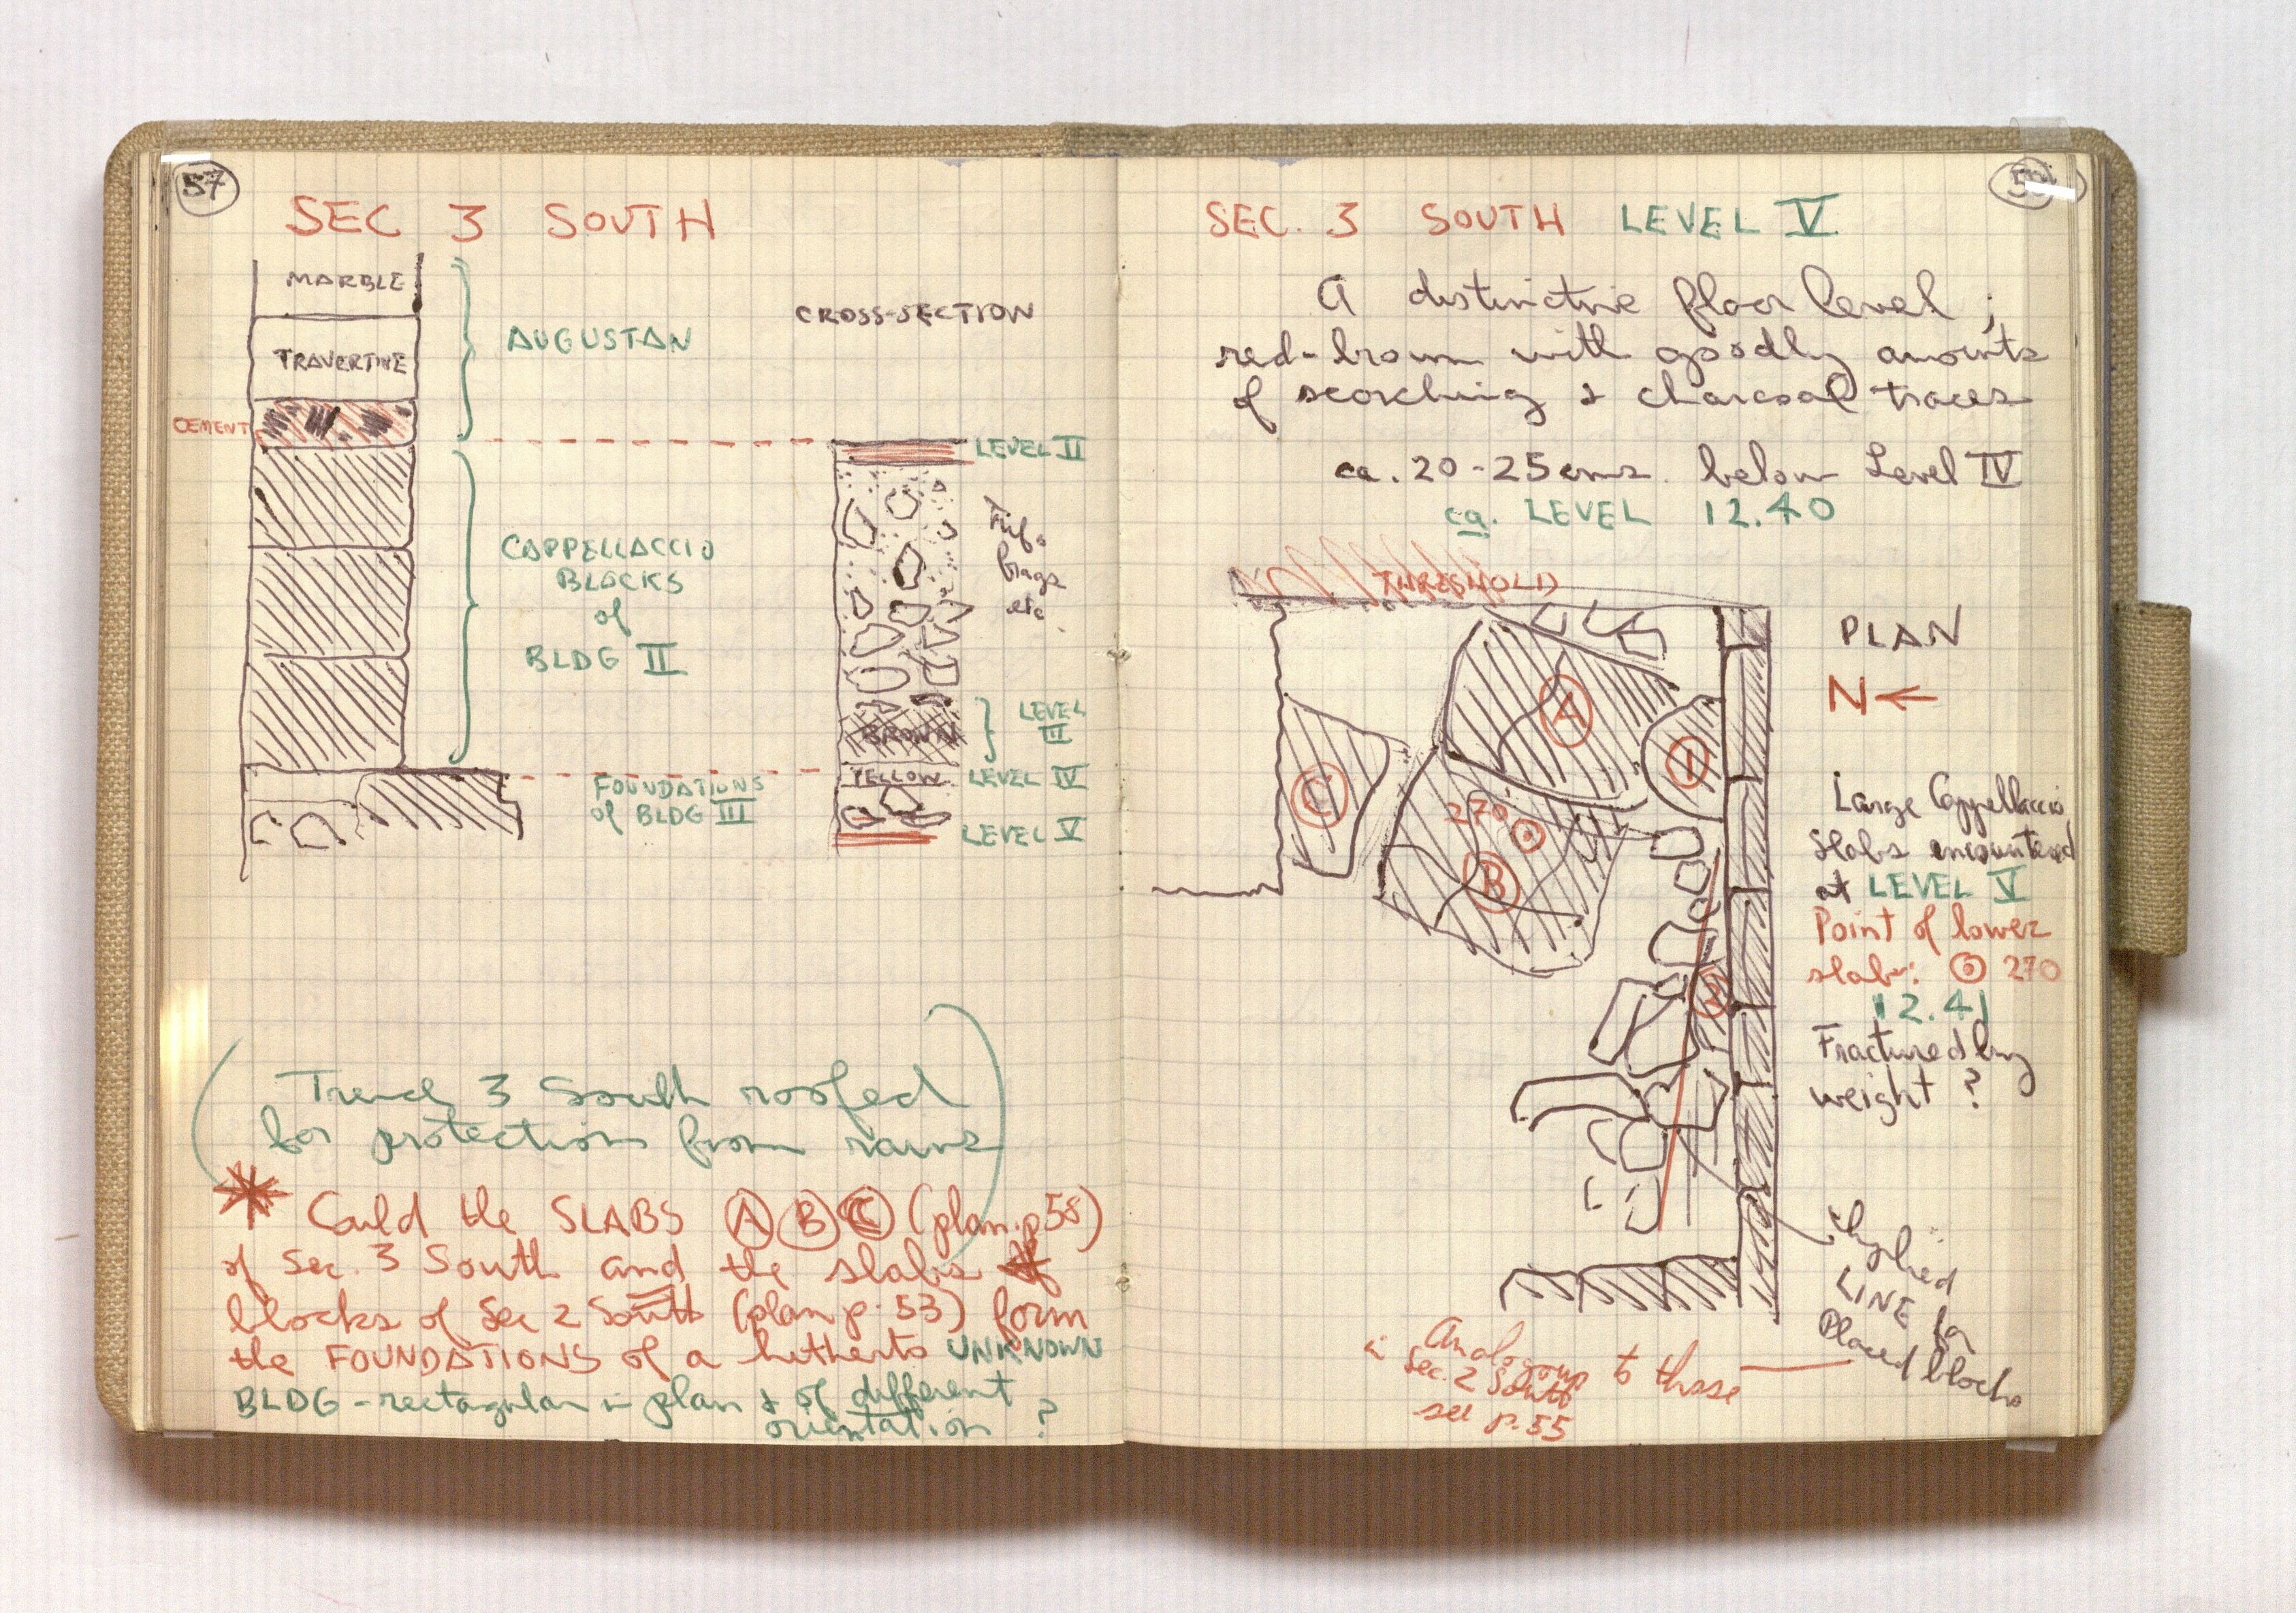 57
SEC 3 SOUTH
MARBLE
TRAVERTINE
CEMENT
AUGUSTAN
CROSS-SECTION
CAPPELLACCIO
BLOCKS
of
BLDG II
FOUNDATIONS
of BLDG III
LEVEL II
Tuf.
frags
etc.
BROWN
LEVEL
III
YELLOW
LEVEL IV
LEVEL V
(Trench 3 South roofed
for protection from rains)
* Could the SLABS A B C (plan. p 58)
of Sec. 3 South and the slabs
blocks of Sec 2 South (plan p. 53) form
the FOUNDATIONS of a hitherto UNKNOWN
BLDG - rectangular in plan & of different
orientation ?
SEC. 3 SOUTH LEVEL V
A distinctive floor level ;
red-brown with goodly amounts
of scorching & charcoal traces
ca. 20-25 cms. below Level IV
ca. LEVEL 12.40
THRESHOLD
PLAN
N ←
A
1
C
270
B
2
Large Cappellaccio
slabs encountered
at LEVEL V
Point of lower
slab: ⊙ 270
12.41
Fractured by
weight ?
LINE for
Placed blocks
Analogous to those
in Sec. 2 South
see p. 55